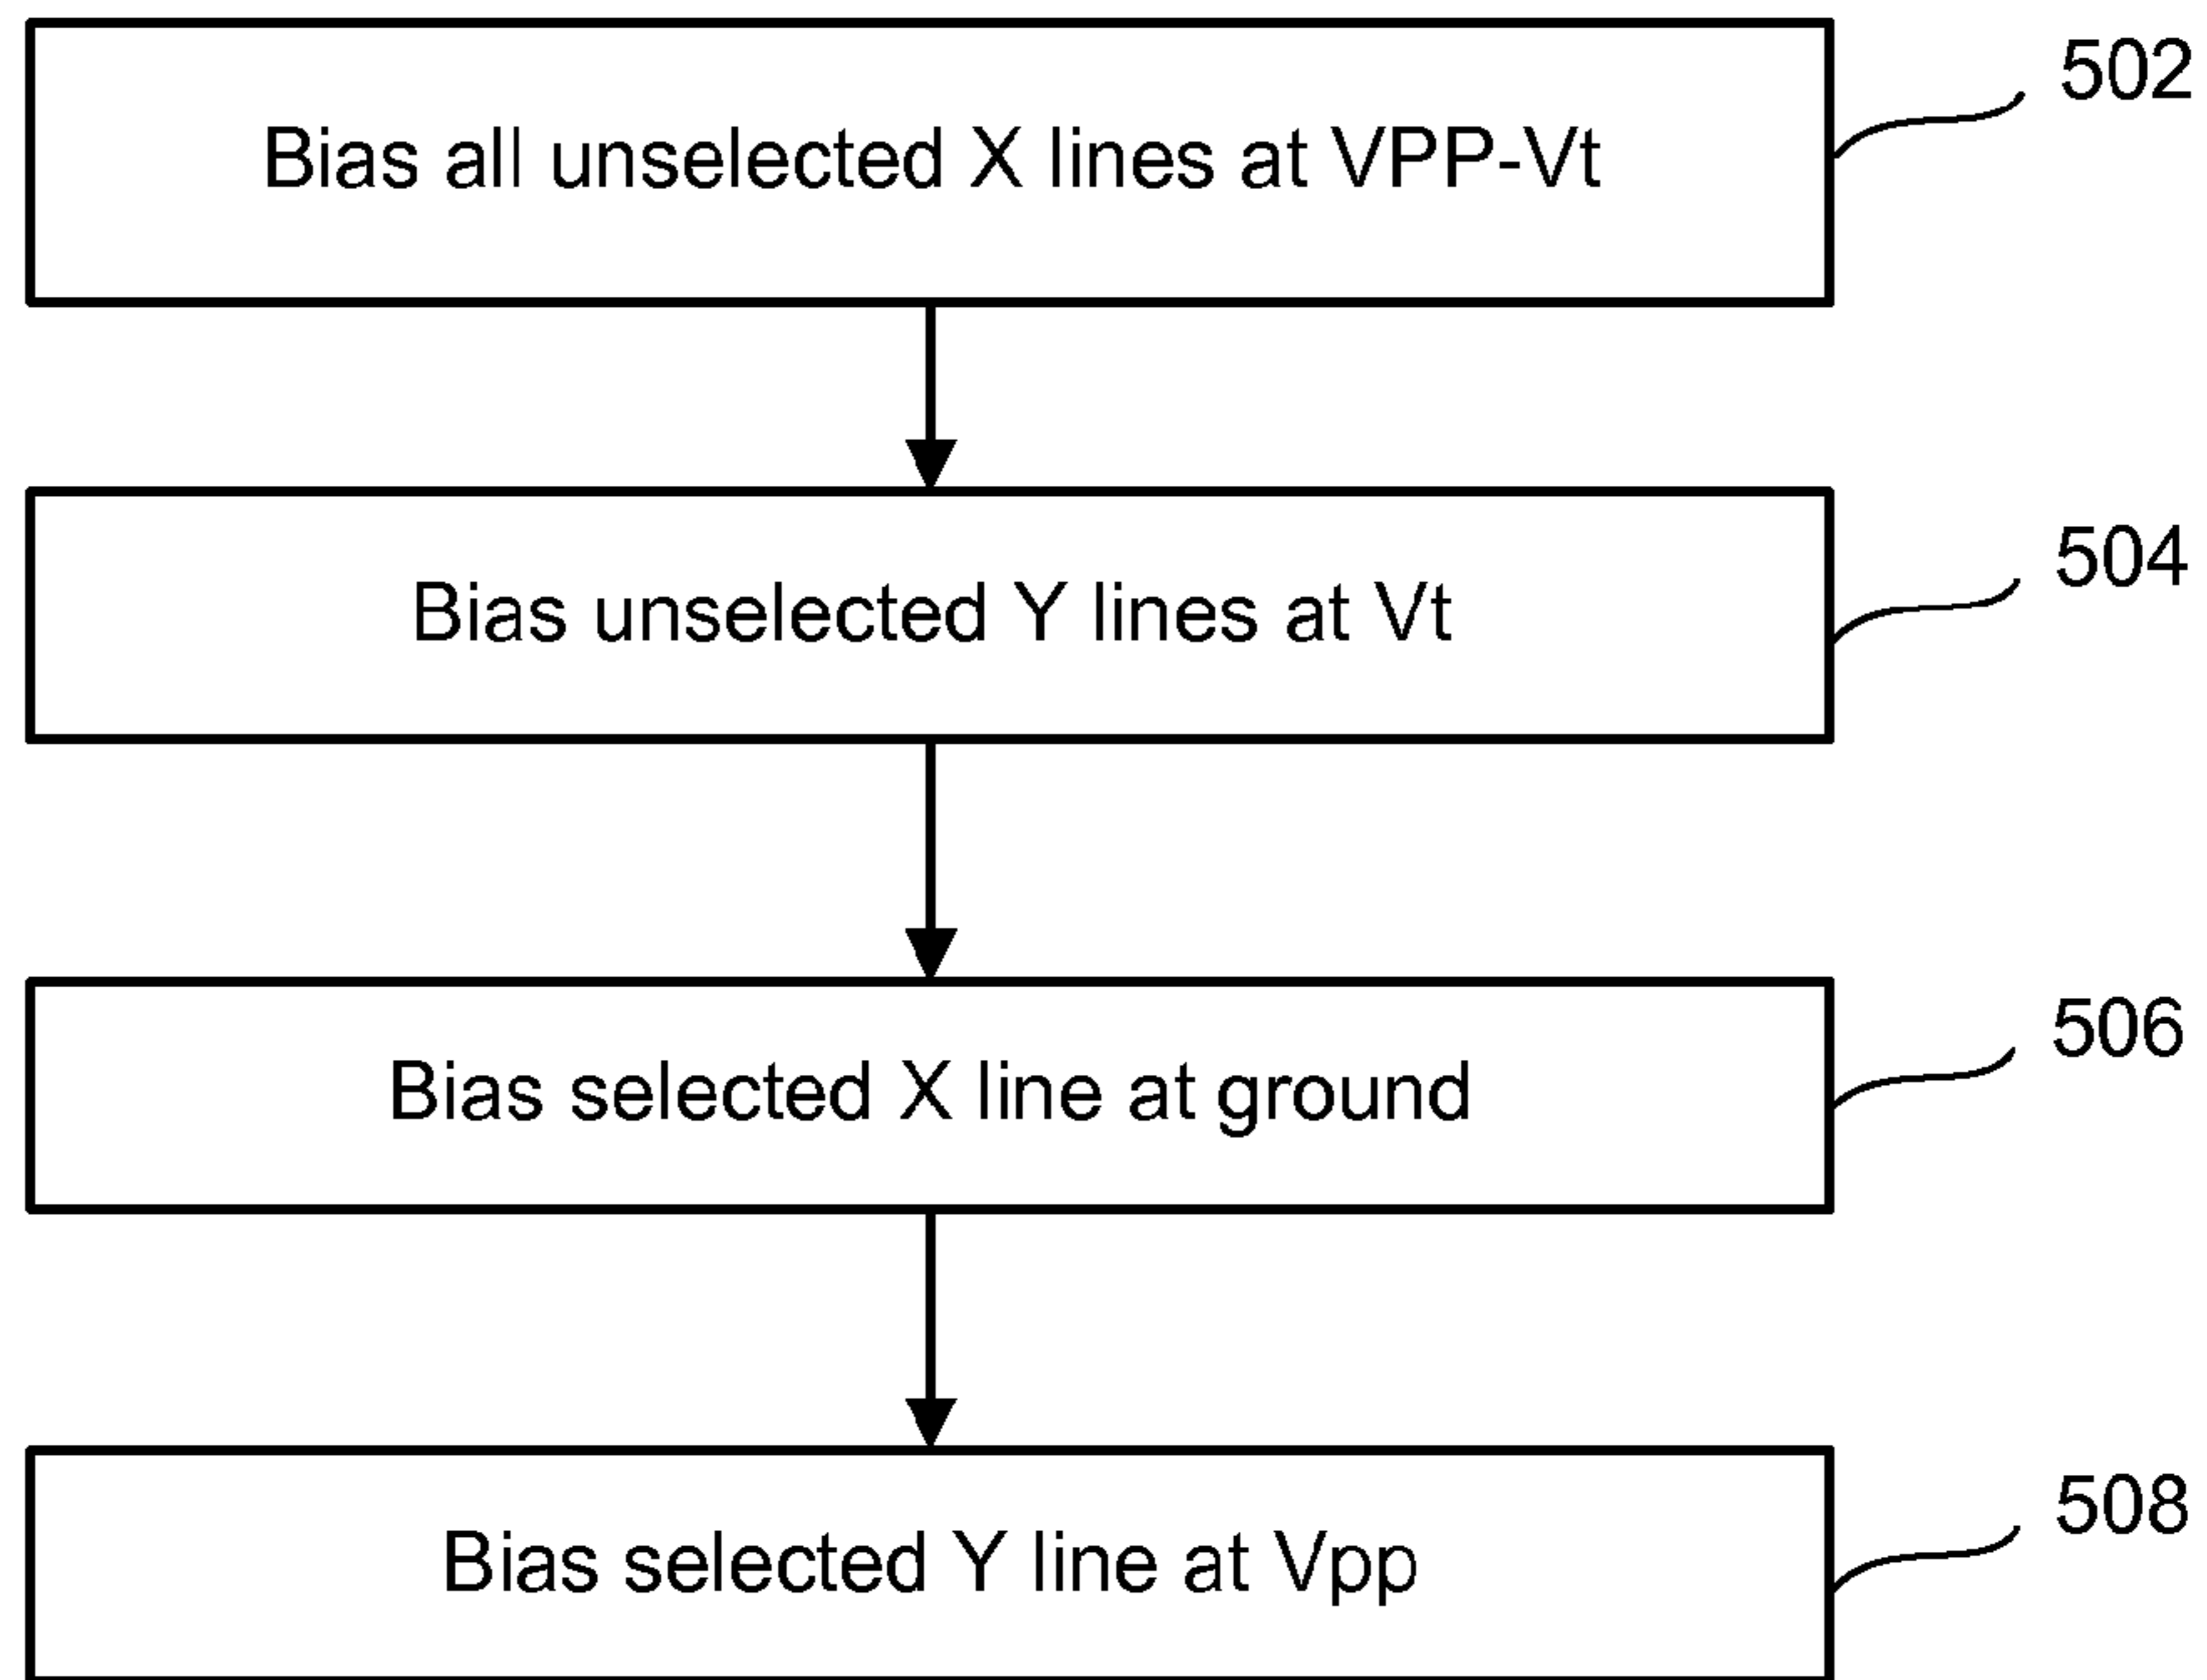 502
Bias all unselected X lines at VPP-Vt
504
Bias unselected Y lines at Vt
506
Bias selected X line at ground
508
Bias selected Y line at Vpp